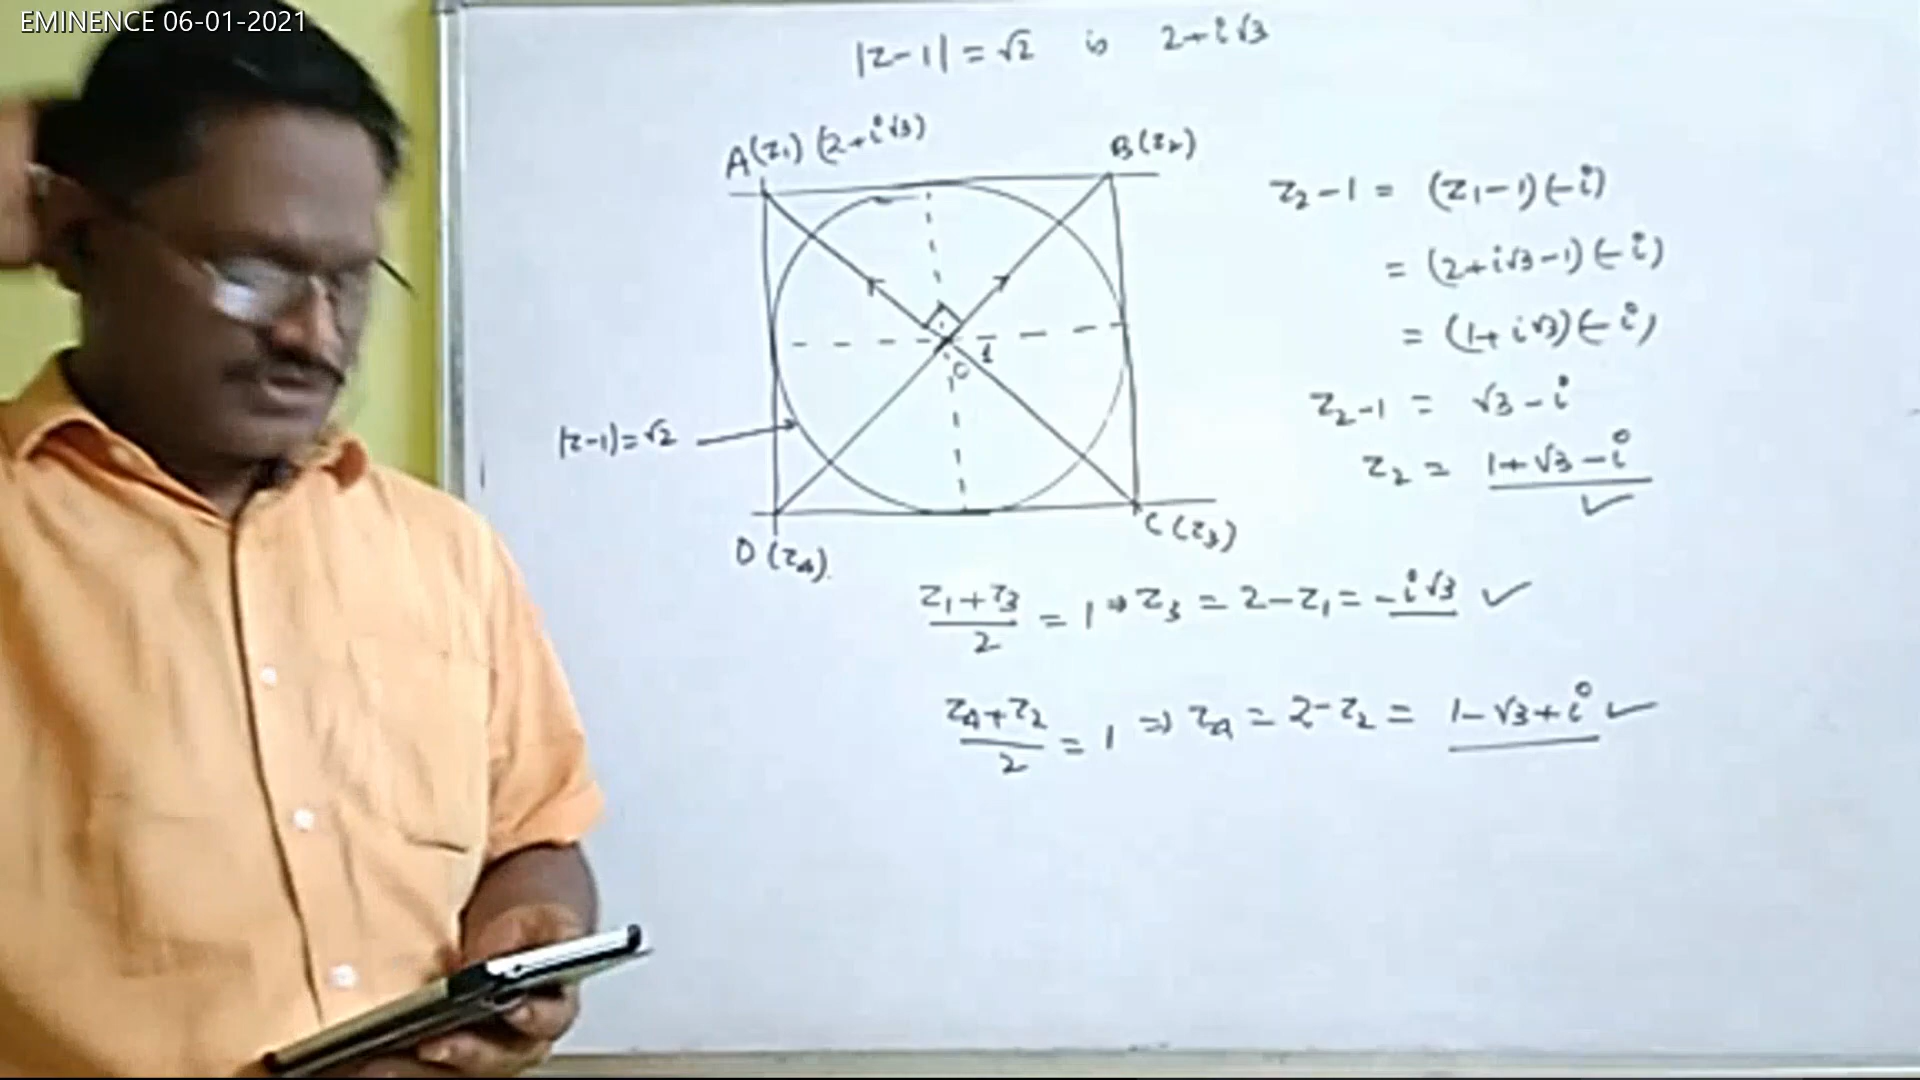 EMINENCE 06-01-2021
|z-1| = √2 is 2+i√3
A(z₁) (2+i√3)
B(z₂)
z₂-1 = (z₁-1)(-i)
= (2+i√3-1)(-i)
= (1+i√3)(-i)
1
O
z₂-1 = √3-i
|z-1|=√2
z₂ = 1+√3-i
D(z₄).
C(z₃)
z₁+z₃/2 = 1 ⇒ z₃ = 2-z₁ = -i√3 ✓
z₄+z₂/2 = 1 ⇒ z₄ = 2-z₂ = 1-√3+i ✓